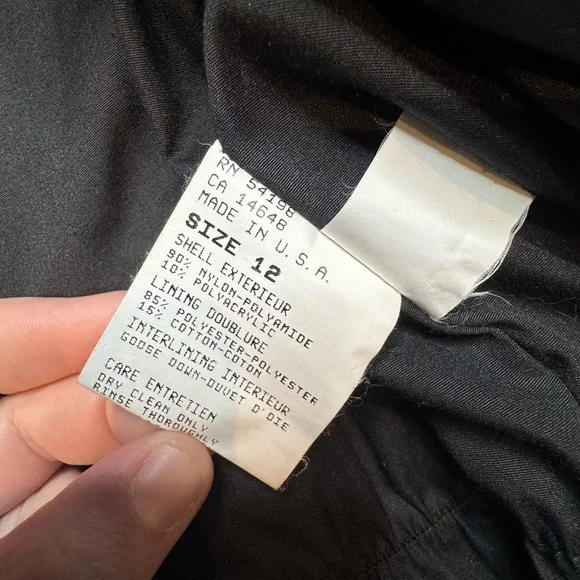 RN 54198
CA 14648
MADE IN U.S.A.
SIZE 12
SHELL EXTERIEUR
90% NYLON-POLYAMIDE
10% POLYACRYLIC
LINING DOUBLURE
85% POLYESTER-POLYESTER
15% COTTON-COTON
INTERLINING INTERIEUR
GOOSE DOWN-DUVET D'OIE
CARE ENTRETIEN
DRY CLEAN ONLY
RINSE THOROUGHLY